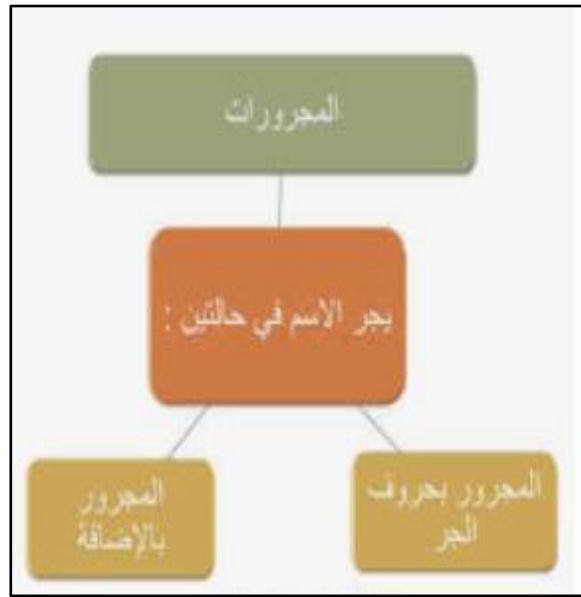 المجرورات
يجر الاسم في حالتين :
المجرور بحروف
الجر
المجرور
بالإضافة